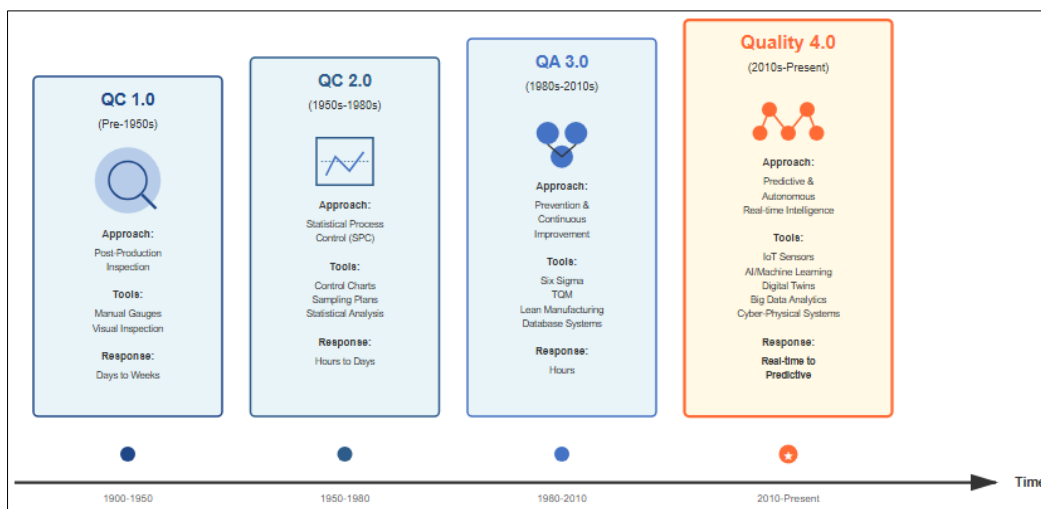 QC 1.0
(Pre-1950s)
Approach:
Post-Production
Inspection
Tools:
Manual Gauges
Visual Inspection
Response:
Days to Weeks
QC 2.0
(1950s-1980s)
Approach:
Statistical Process
Control (SPC)
Tools:
Control Charts
Sampling Plans
Statistical Analysis
Response:
Hours to Days
QA 3.0
(1980s-2010s)
Approach:
Prevention &
Continuous
Improvement
Tools:
Six Sigma
TQM
Lean Manufacturing
Database Systems
Response:
Hours
Quality 4.0
(2010s-Present)
Approach:
Predictive &
Autonomous
Real-time Intelligence
Tools:
IoT Sensors
AI/Machine Learning
Digital Twins
Big Data Analytics
Cyber-Physical Systems
Response:
Real-time to
Predictive
1900-1950
1950-1980
1980-2010
2010-Present
Time